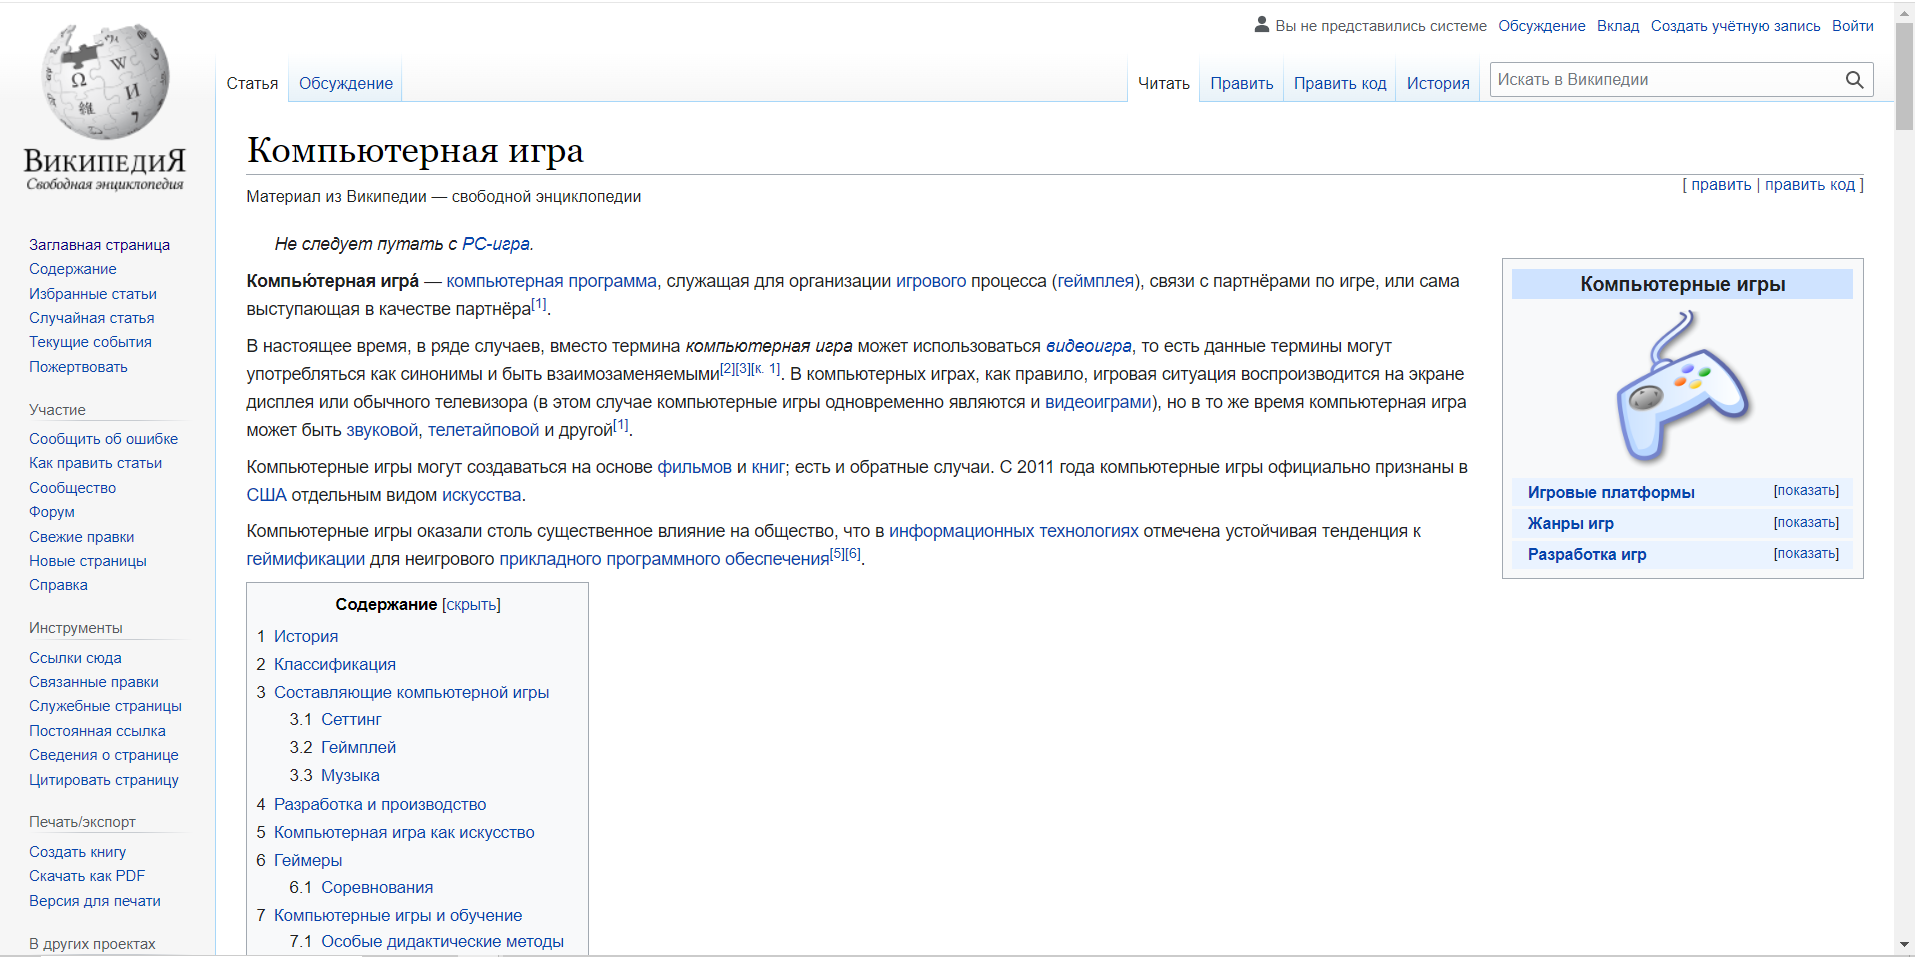 Вы не представились системе Обсуждение Вклад Создать учётную запись Войти
Статья Обсуждение Читать Править Править код История Искать в Википедии
ВикипедиЯ
Свободная энциклопедия
Заглавная страница
Содержание
Избранные статьи
Случайная статья
Текущие события
Пожертвовать
Участие
Сообщить об ошибке
Как править статьи
Сообщество
Форум
Свежие правки
Новые страницы
Справка
Инструменты
Ссылки сюда
Связанные правки
Служебные страницы
Постоянная ссылка
Сведения о странице
Цитировать страницу
Печать/экспорт
Создать книгу
Скачать как PDF
Версия для печати
В других проектах
Компьютерная игра
[ править | править код ]
Материал из Википедии — свободной энциклопедии
Не следует путать с PC-игра.
Компью́терная игра́ — компьютерная программа, служащая для организации игрового процесса (геймплея), связи с партнёрами по игре, или сама
выступающая в качестве партнёра[1].
В настоящее время, в ряде случаев, вместо термина компьютерная игра может использоваться видеоигра, то есть данные термины могут
употребляться как синонимы и быть взаимозаменяемыми[2][3][к. 1]. В компьютерных играх, как правило, игровая ситуация воспроизводится на экране
дисплея или обычного телевизора (в этом случае компьютерные игры одновременно являются и видеоиграми), но в то же время компьютерная игра
может быть звуковой, телетайповой и другой[1].
Компьютерные игры могут создаваться на основе фильмов и книг; есть и обратные случаи. С 2011 года компьютерные игры официально признаны в
США отдельным видом искусства.
Компьютерные игры оказали столь существенное влияние на общество, что в информационных технологиях отмечена устойчивая тенденция к
геймификации для неигрового прикладного программного обеспечения[5][6].
Компьютерные игры
Игровые платформы [показать]
Жанры игр [показать]
Разработка игр [показать]
Содержание [скрыть]
1 История
2 Классификация
3 Составляющие компьютерной игры
3.1 Сеттинг
3.2 Геймплей
3.3 Музыка
4 Разработка и производство
5 Компьютерная игра как искусство
6 Геймеры
6.1 Соревнования
7 Компьютерные игры и обучение
7.1 Особые дидактические методы